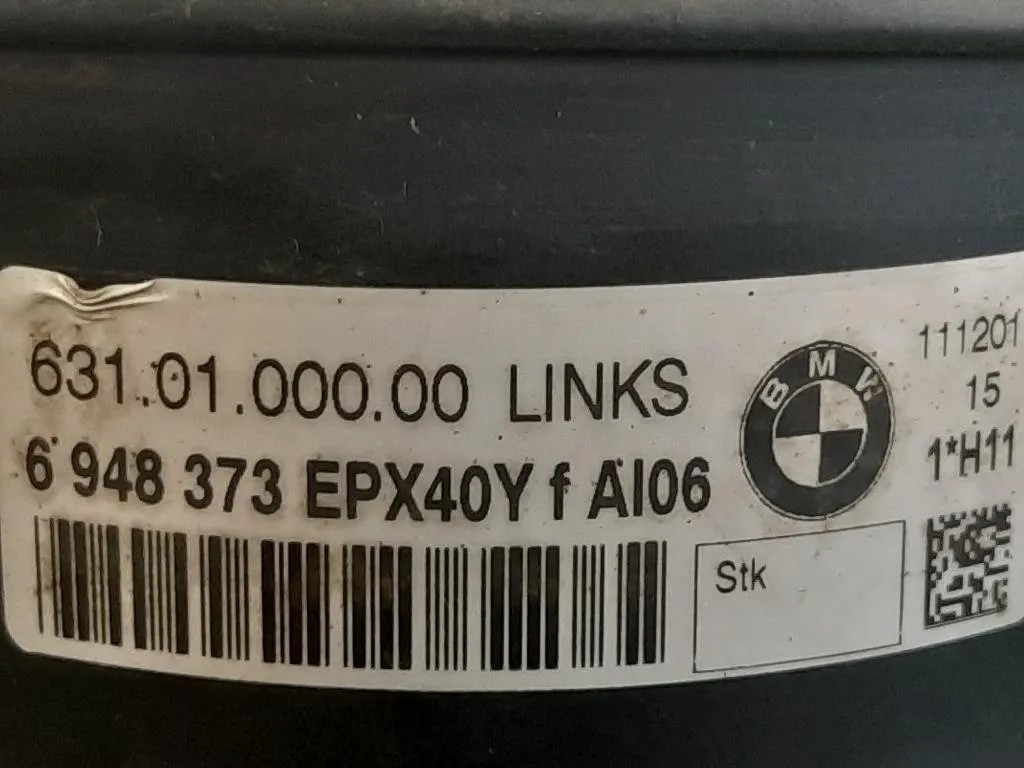 631.01.000.00 LINKS
6 948 373 EPX40Y f AI06
BMW
111201
15
1*H11
Stk